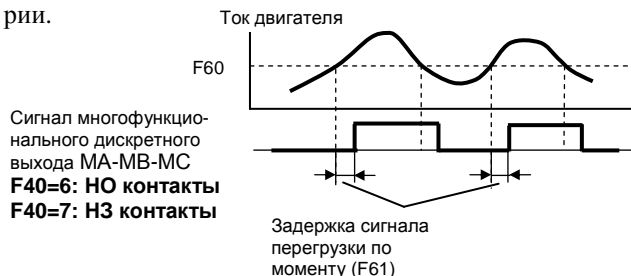 рии.
Ток двигателя
F60
Сигнал многофункцио-
нального дискретного
выхода MA-MB-MC
F40=6: НО контакты
F40=7: НЗ контакты
Задержка сигнала
перегрузки по
моменту (F61)